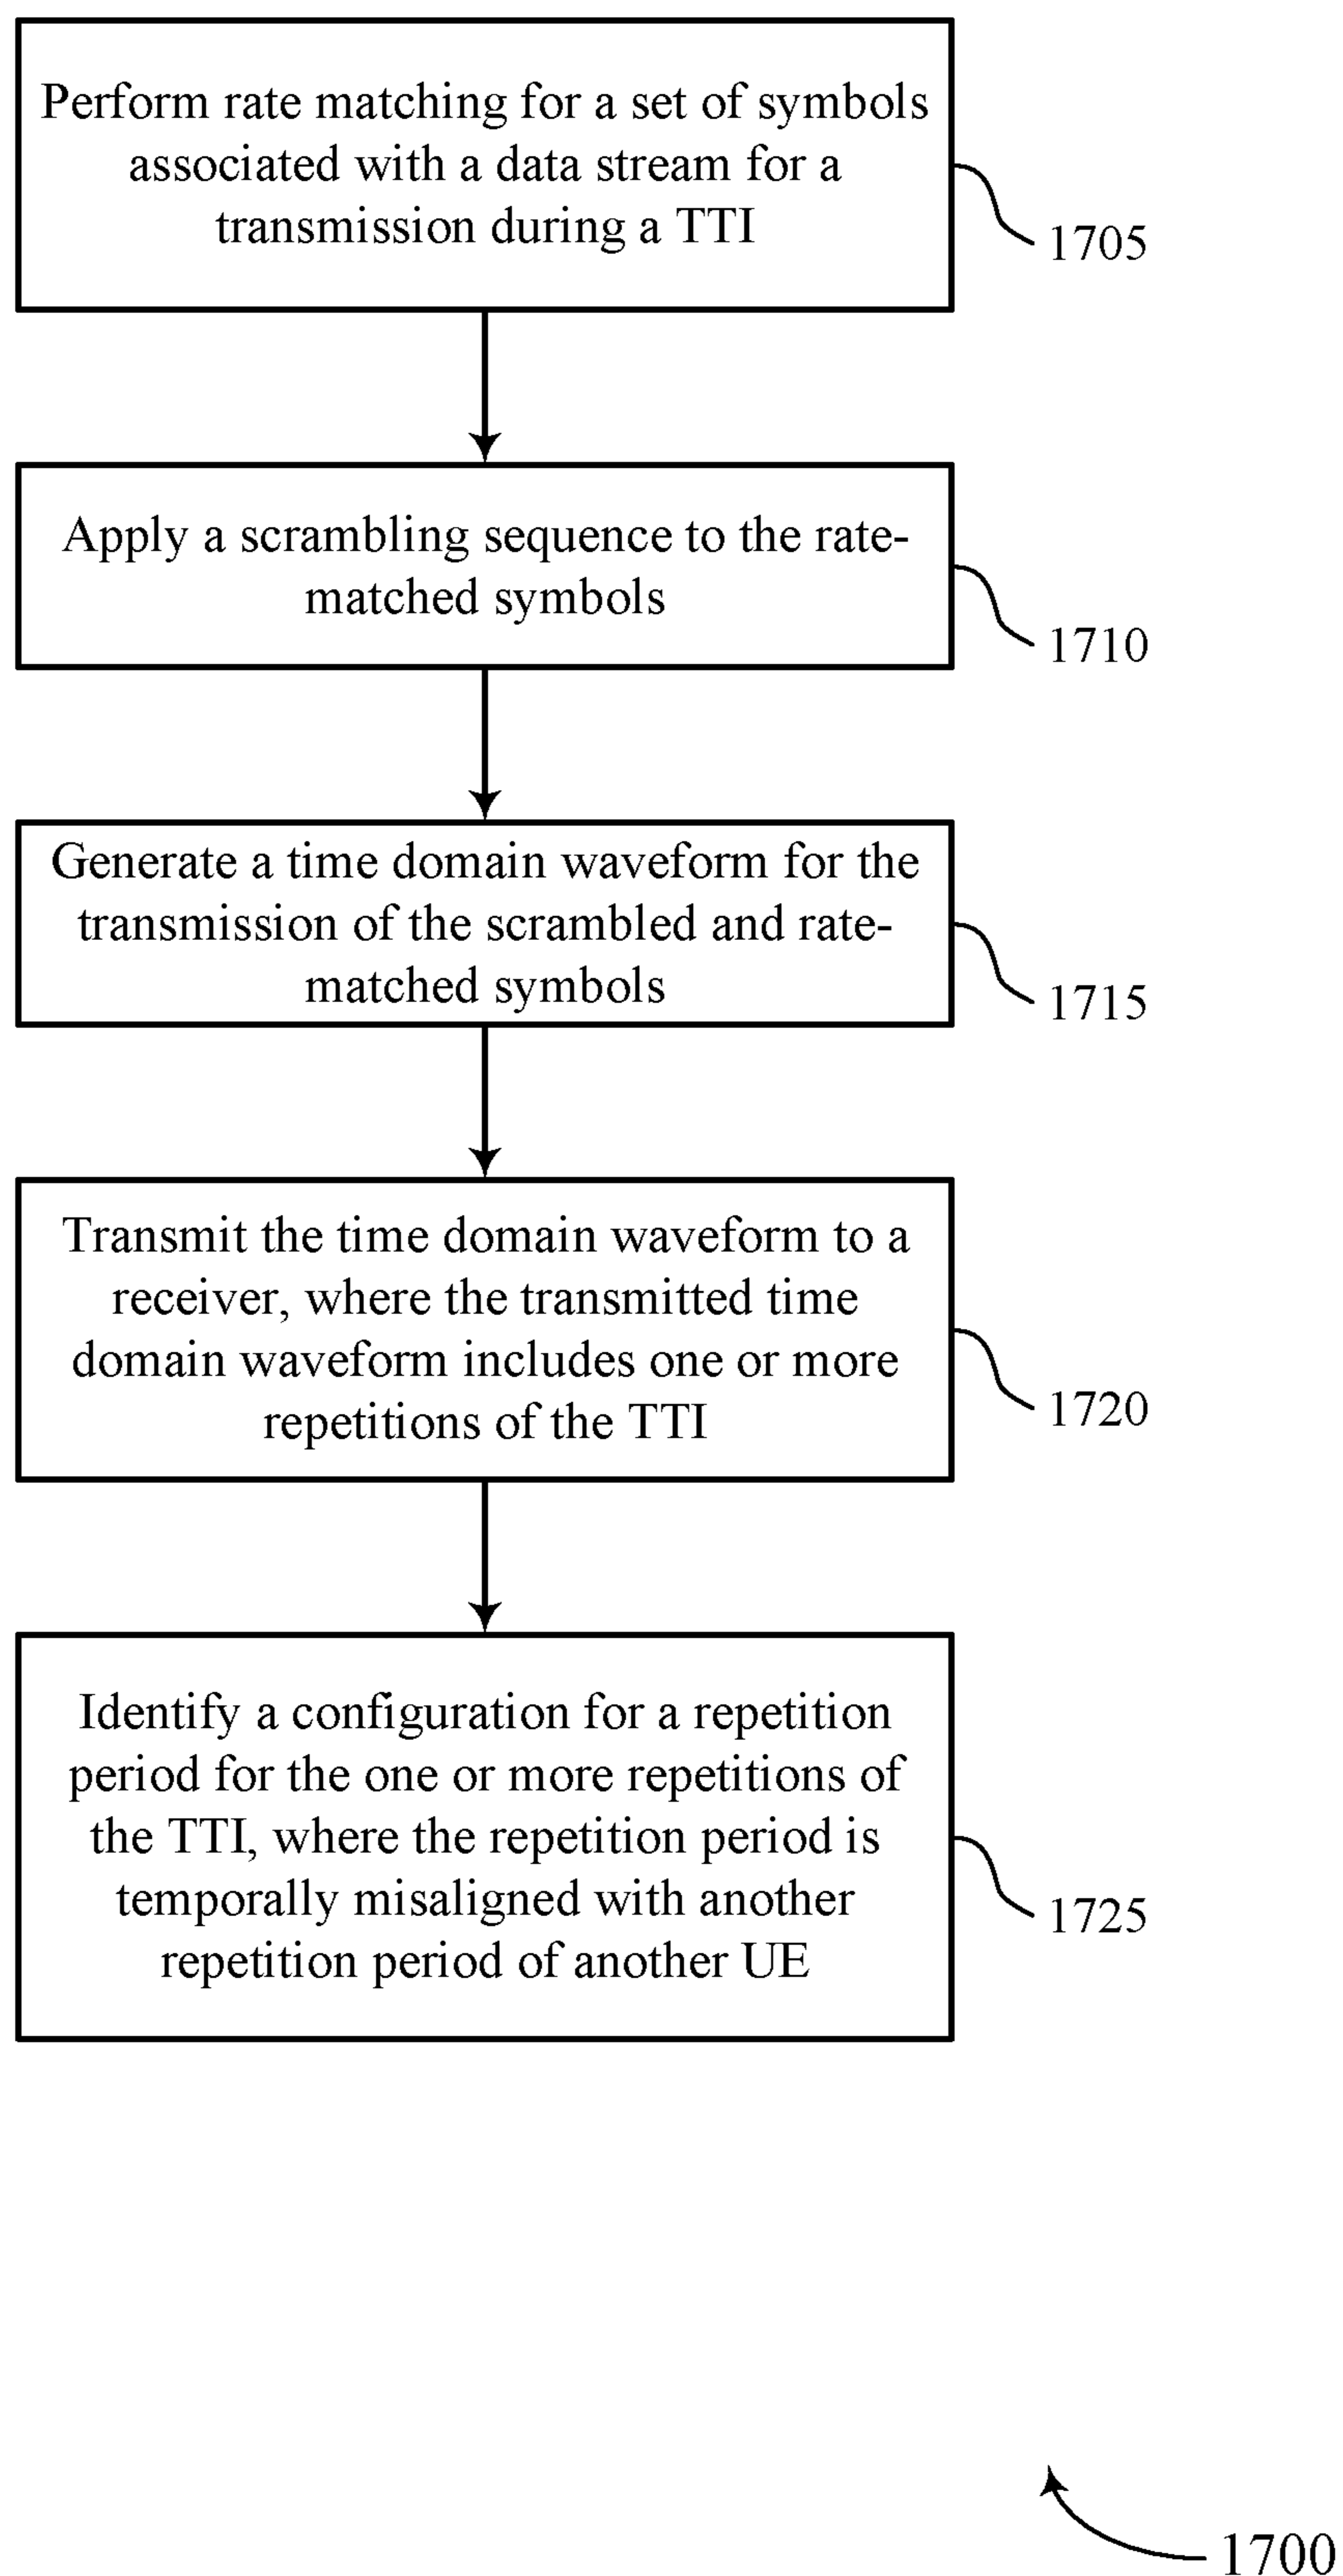 Perform rate matching for a set of symbols
associated with a data stream for a
transmission during a TTI
1705
Apply a scrambling sequence to the rate-
matched symbols
1710
Generate a time domain waveform for the
transmission of the scrambled and rate-
matched symbols
1715
Transmit the time domain waveform to a
receiver, where the transmitted time
domain waveform includes one or more
repetitions of the TTI
1720
Identify a configuration for a repetition
period for the one or more repetitions of
the TTI, where the repetition period is
temporally misaligned with another
repetition period of another UE
1725
1700